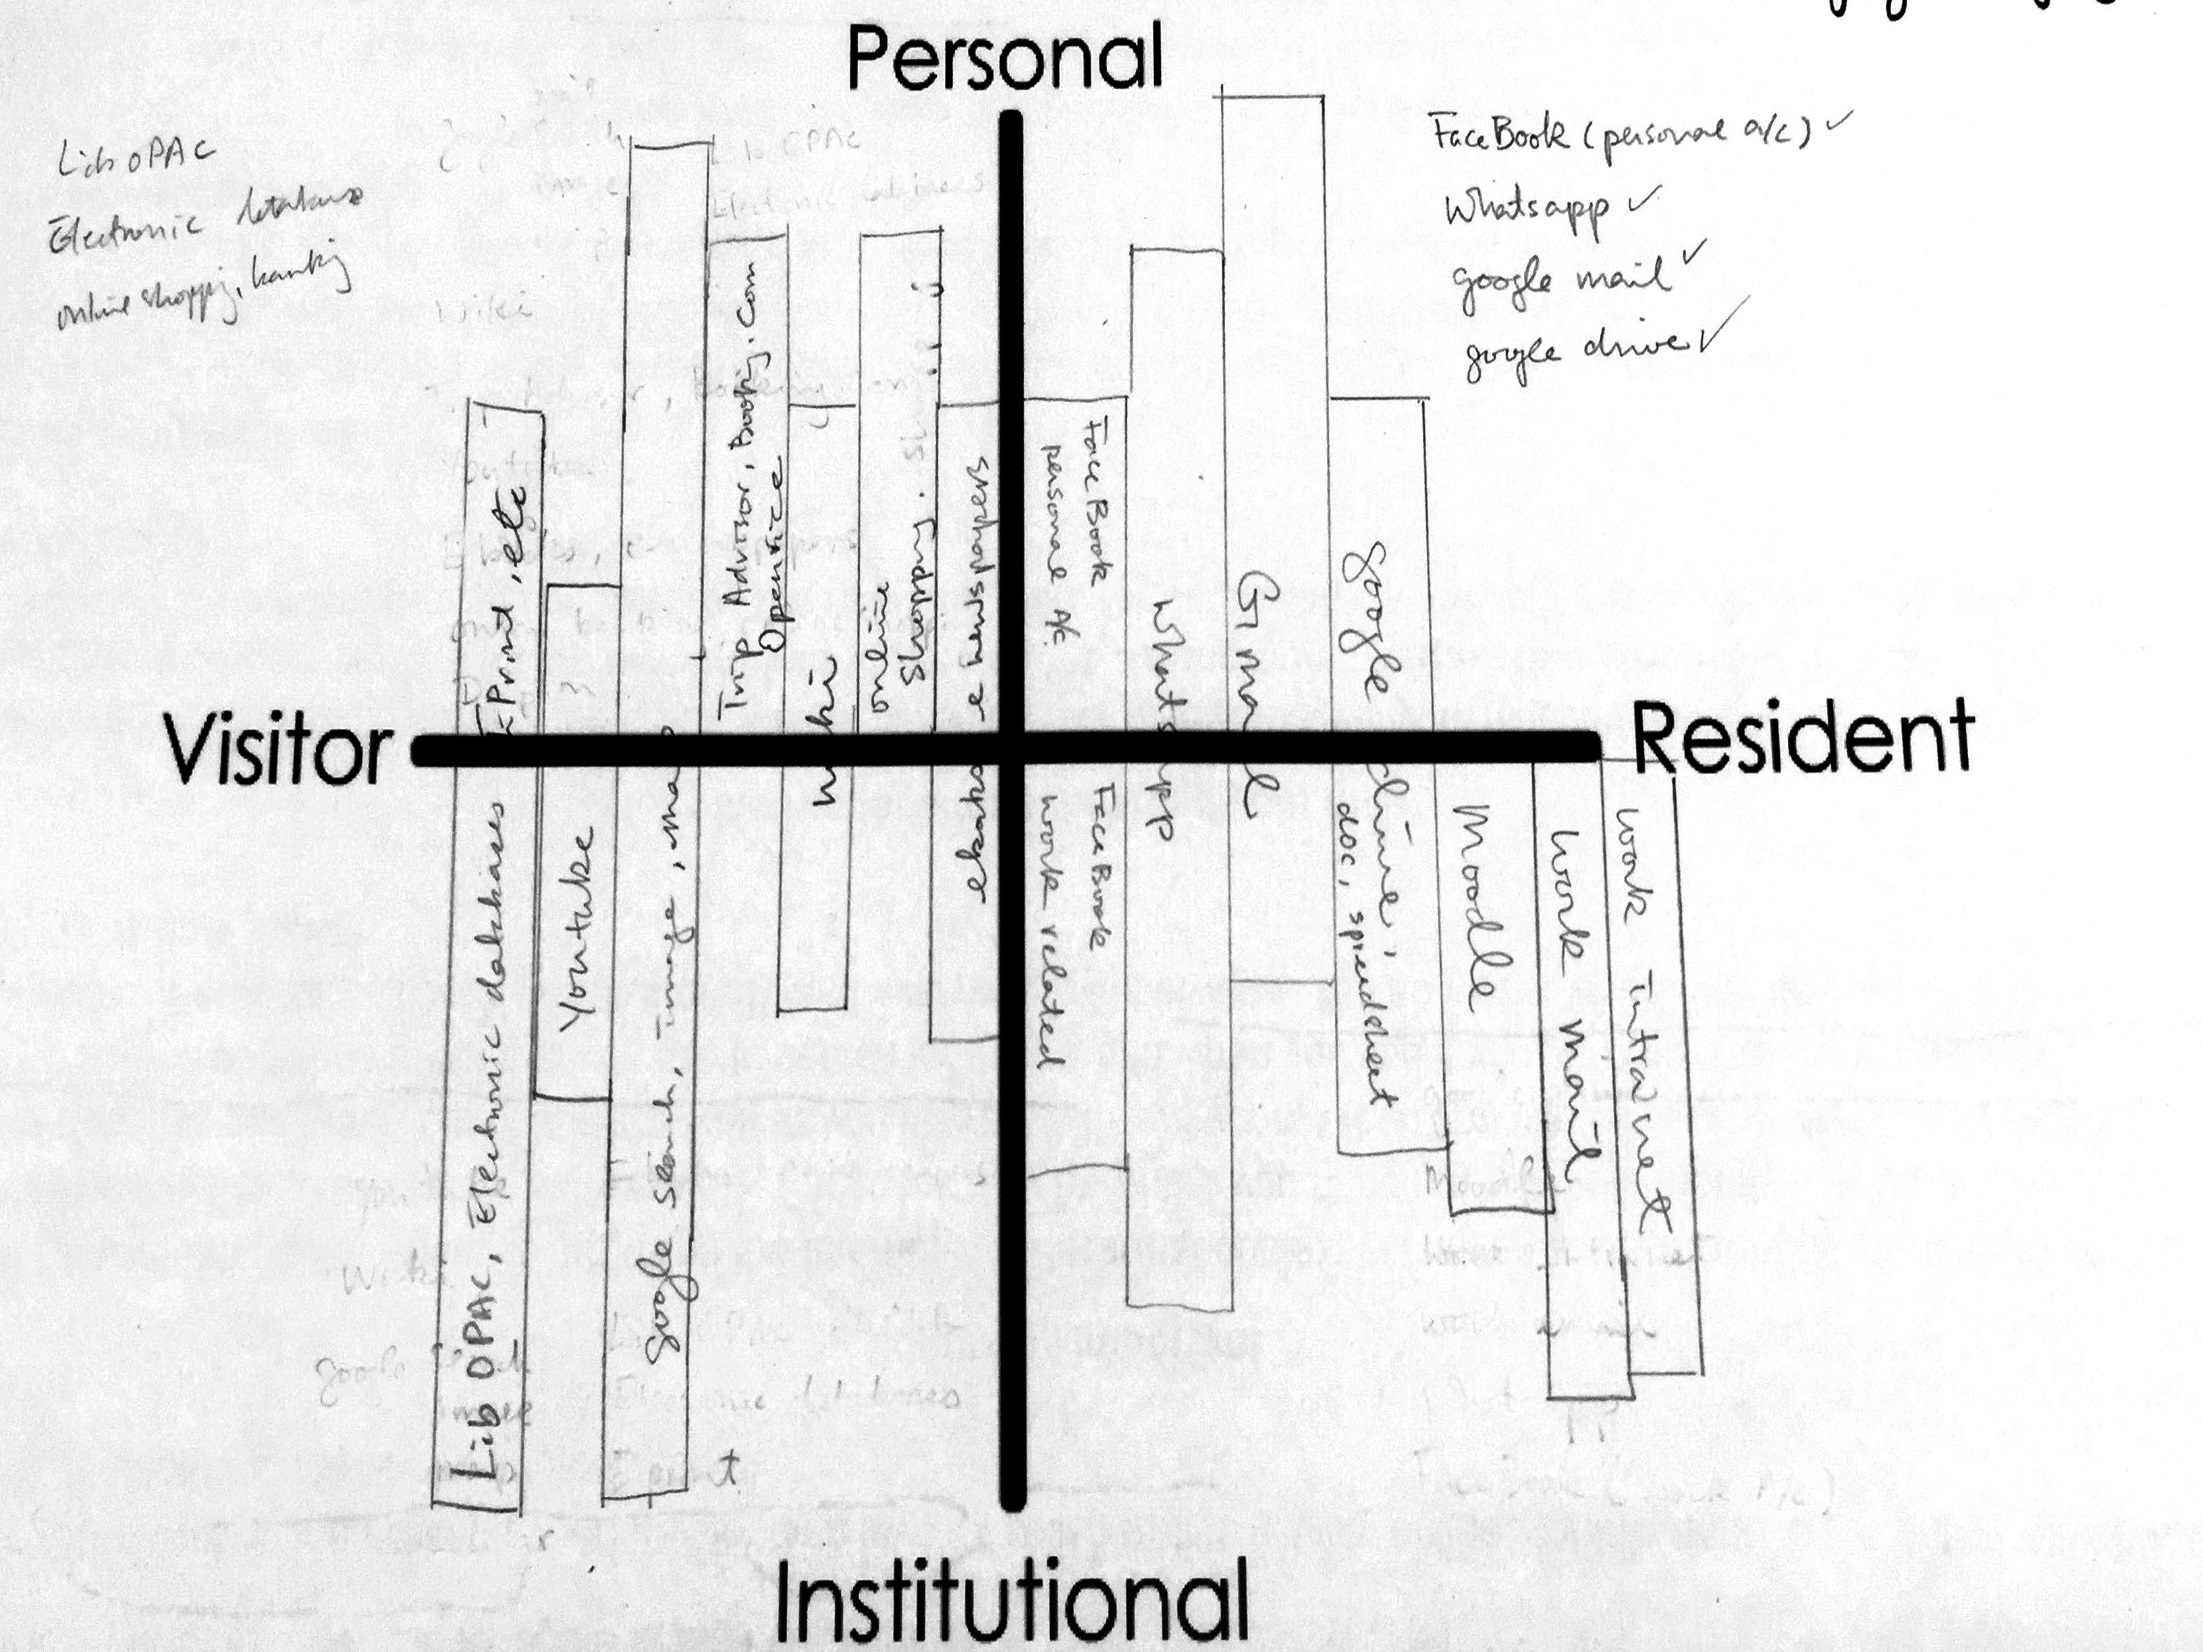 Personal
Lib OPAC
Electronic database
online shopping, banking
FaceBook (personal a/c) ✓
Whatsapp ✓
google mail ✓
google drive ✓
Lib OPAC, Electronic databases EPrint, etc
Youtube
google search, image, map
Trip Advisor, Booking.Com
Openrice
wiki
online
shopping
ebooks e newspapers
FaceBook
personal A/c
FaceBook
work related
Whatsapp
Gmail
google drive,
doc, spreadsheet
Moodle
work mail
work intranet
Visitor
Resident
Institutional